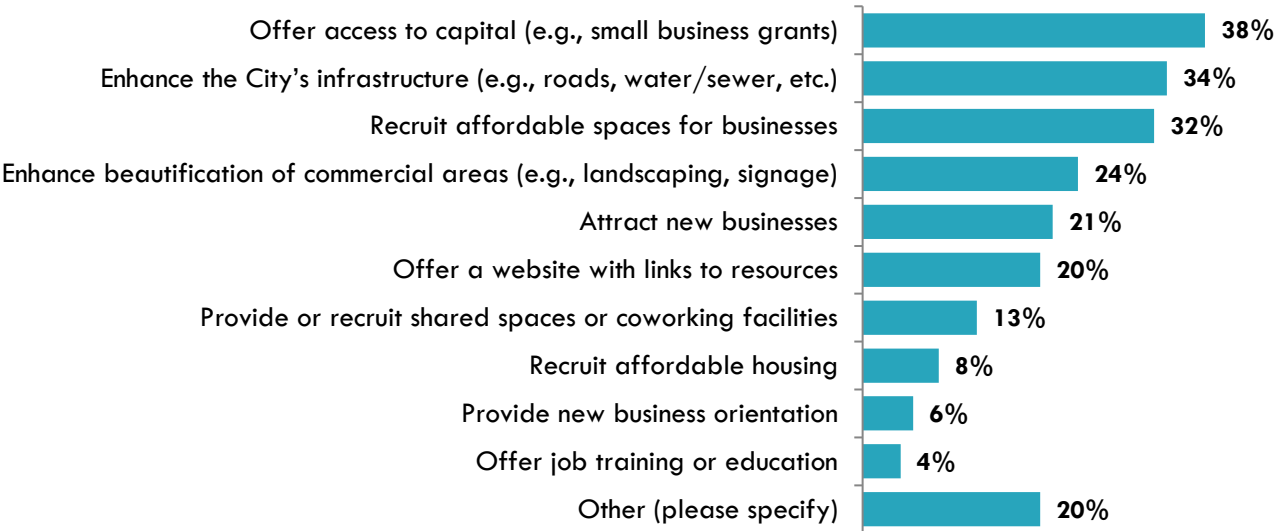 Offer access to capital (e.g., small business grants) 38%
Enhance the City’s infrastructure (e.g., roads, water/sewer, etc.) 34%
Recruit affordable spaces for businesses 32%
Enhance beautification of commercial areas (e.g., landscaping, signage) 24%
Attract new businesses 21%
Offer a website with links to resources 20%
Provide or recruit shared spaces or coworking facilities 13%
Recruit affordable housing 8%
Provide new business orientation 6%
Offer job training or education 4%
Other (please specify) 20%